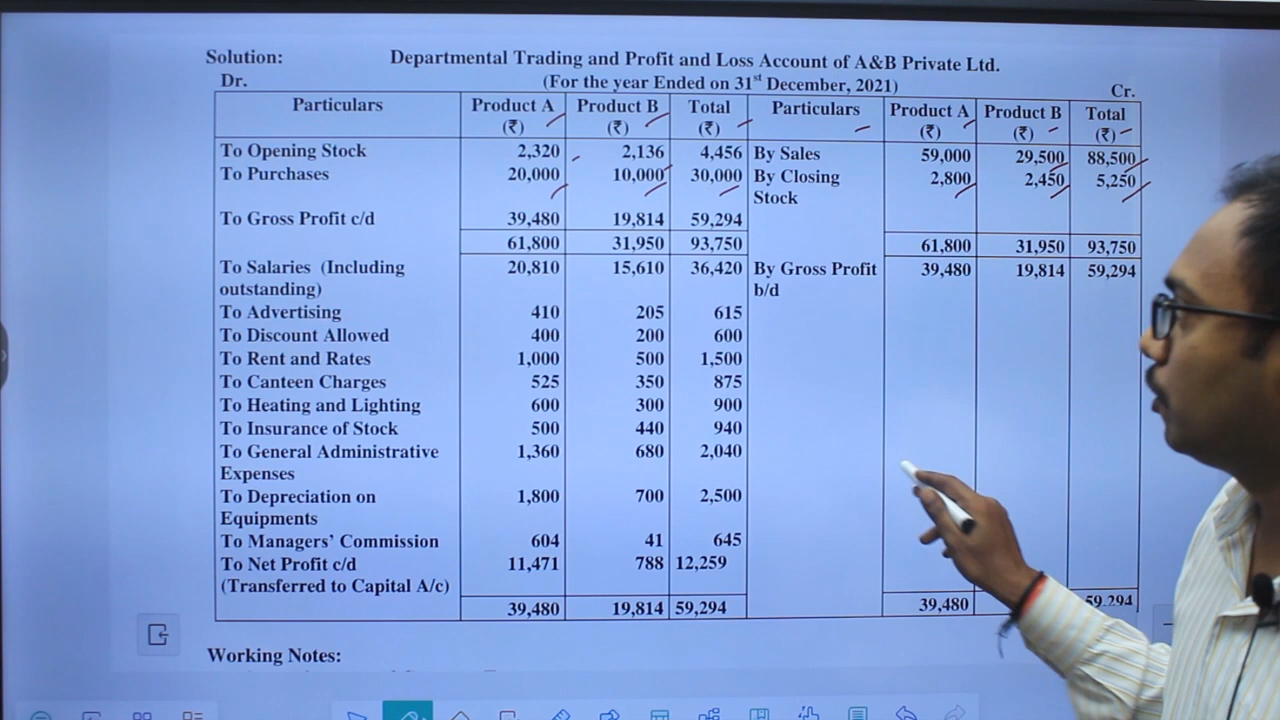 Solution: Departmental Trading and Profit and Loss Account of A&B Private Ltd.
Dr. (For the year Ended on 31st December, 2021) Cr.
Particulars Product A Product B Total Particulars Product A Product B Total
(₹) (₹) (₹) (₹) (₹) (₹)
To Opening Stock 2,320 2,136 4,456 By Sales 59,000 29,500 88,500
To Purchases 20,000 10,000 30,000 By Closing 2,800 2,450 5,250
Stock
To Gross Profit c/d 39,480 19,814 59,294
61,800 31,950 93,750 61,800 31,950 93,750
To Salaries (Including 20,810 15,610 36,420 By Gross Profit 39,480 19,814 59,294
outstanding) b/d
To Advertising 410 205 615
To Discount Allowed 400 200 600
To Rent and Rates 1,000 500 1,500
To Canteen Charges 525 350 875
To Heating and Lighting 600 300 900
To Insurance of Stock 500 440 940
To General Administrative 1,360 680 2,040
Expenses
To Depreciation on 1,800 700 2,500
Equipments
To Managers’ Commission 604 41 645
To Net Profit c/d 11,471 788 12,259
(Transferred to Capital A/c)
39,480 19,814 59,294 39,480 59,294
Working Notes: